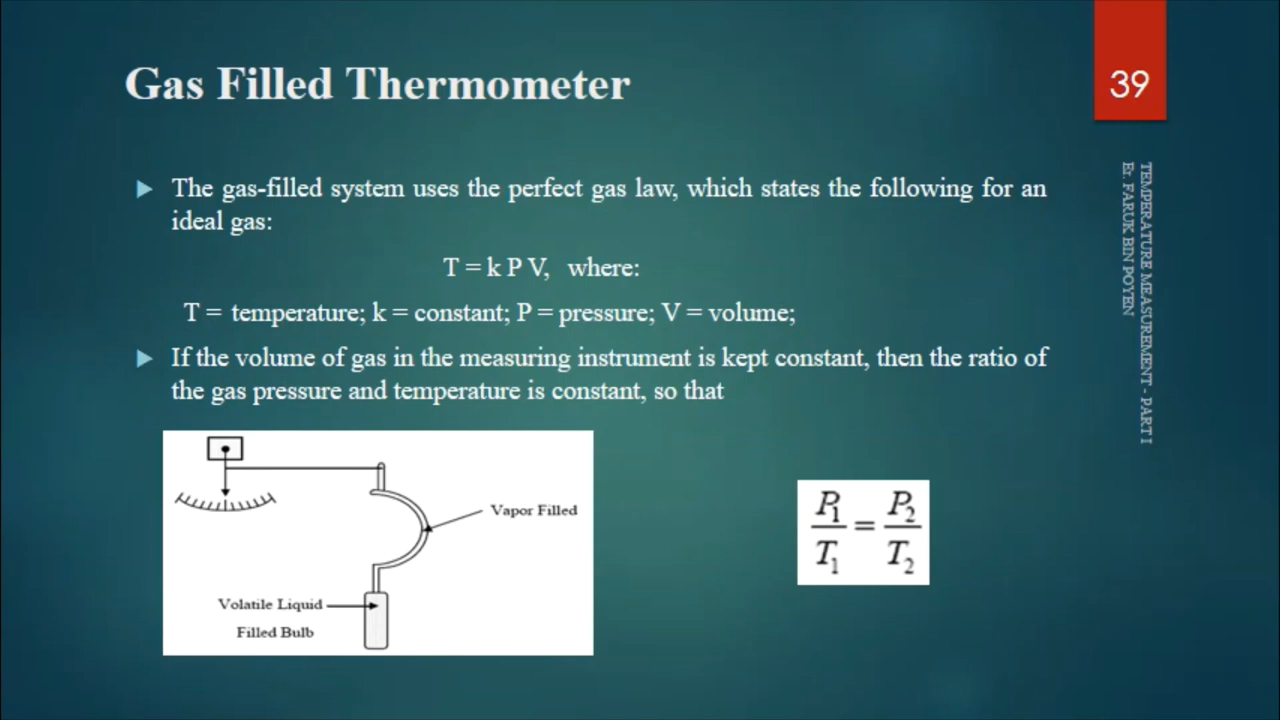 Gas Filled Thermometer
39
The gas-filled system uses the perfect gas law, which states the following for an
ideal gas:
T = k P V, where:
T = temperature; k = constant; P = pressure; V = volume;
If the volume of gas in the measuring instrument is kept constant, then the ratio of
the gas pressure and temperature is constant, so that
Vapor Filled
Volatile Liquid
Filled Bulb
P₁/T₁ = P₂/T₂
TEMPERATURE MEASUREMENT - PART I
Er. FARUK BIN POYEN